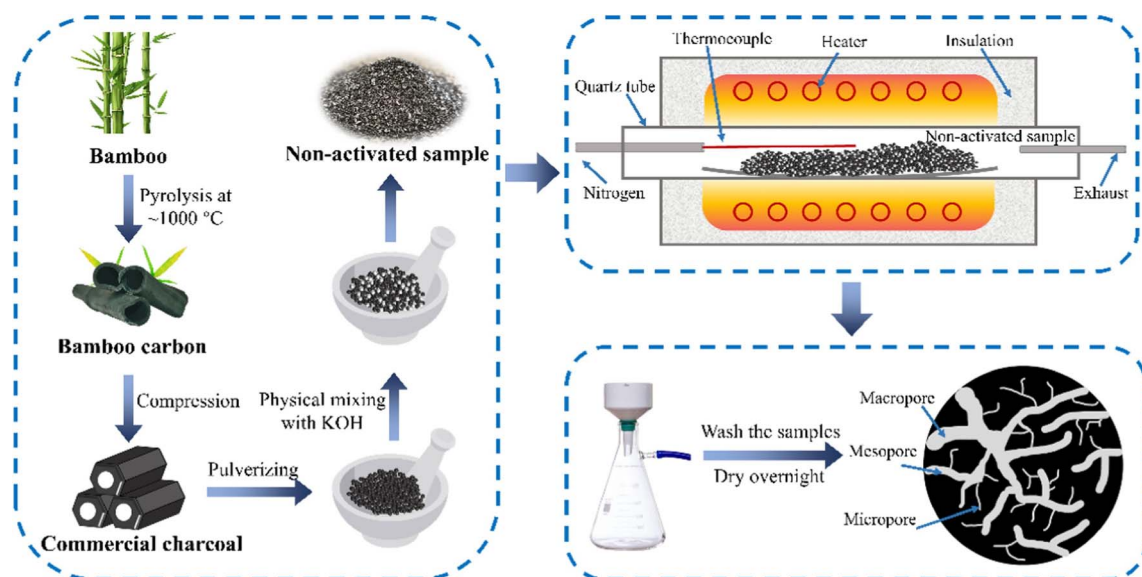 Bamboo
Pyrolysis at
~1000 °C
Bamboo carbon
Compression
Commercial charcoal
Pulverizing
Physical mixing
with KOH
Non-activated sample
Thermocouple
Heater
Insulation
Quartz tube
Non-activated sample
Nitrogen
Exhaust
Wash the samples
Dry overnight
Macropore
Mesopore
Micropore